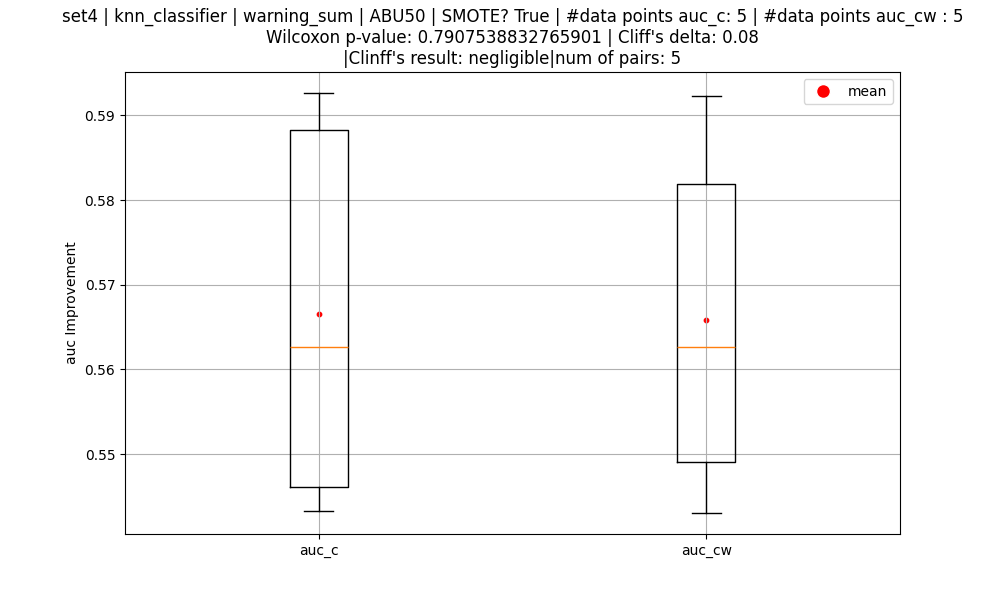 set4 | knn_classifier | warning_sum | ABU50 | SMOTE? True | #data points auc_c: 5 | #data points auc_cw : 5
Wilcoxon p-value: 0.7907538832765901 | Cliff's delta: 0.08
|Clinff's result: negligible|num of pairs: 5
mean
0.59
0.58
0.57
0.56
0.55
auc Improvement
auc_c
auc_cw